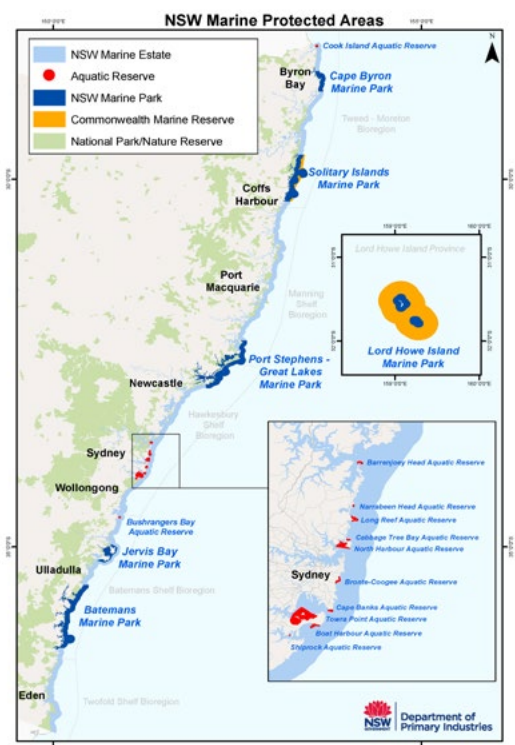 NSW Marine Protected Areas
NSW Marine Estate
Aquatic Reserve
NSW Marine Park
Commonwealth Marine Reserve
National Park/Nature Reserve
N
Cook Island Aquatic Reserve
Byron
Bay
Cape Byron
Marine Park
Tweed - Moreton
Bioregion
Solitary Islands
Marine Park
Coffs
Harbour
Port
Macquarie
Manning
Shelf
Bioregion
Lord Howe Island Province
Lord Howe Island
Marine Park
Port Stephens -
Great Lakes
Marine Park
Newcastle
Hawkesbury
Shelf
Bioregion
Sydney
Wollongong
Bushrangers Bay
Aquatic Reserve
Jervis Bay
Marine Park
Ulladulla
Batemans Shelf Bioregion
Batemans
Marine Park
Eden
Twofold Shelf Bioregion
Barrenjoey Head Aquatic Reserve
Narrabeen Head Aquatic Reserve
Long Reef Aquatic Reserve
Cabbage Tree Bay Aquatic Reserve
North Harbour Aquatic Reserve
Sydney
Bronte-Coogee Aquatic Reserve
Cape Banks Aquatic Reserve
Towra Point Aquatic Reserve
Boat Harbour Aquatic Reserve
Shiprock Aquatic Reserve
NSW
GOVERNMENT
Department of
Primary Industries